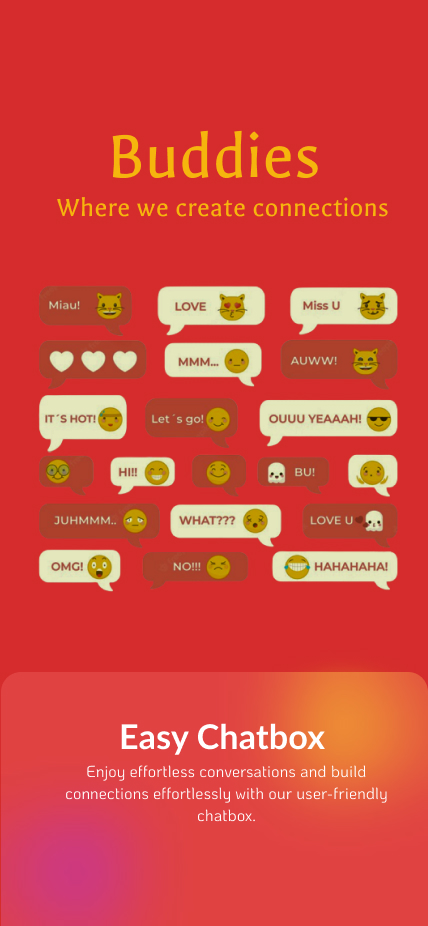 Buddies
Where we create connections
Miau!
LOVE
Miss U
MMM...
AUWW!
IT´S HOT!
Let´s go!
OUUU YEAAAH!
HI!!
BU!
JUHMMM..
WHAT???
LOVE U
OMG!
NO!!!
HAHAHAHA!
Easy Chatbox
Enjoy effortless conversations and build
connections effortlessly with our user-friendly
chatbox.